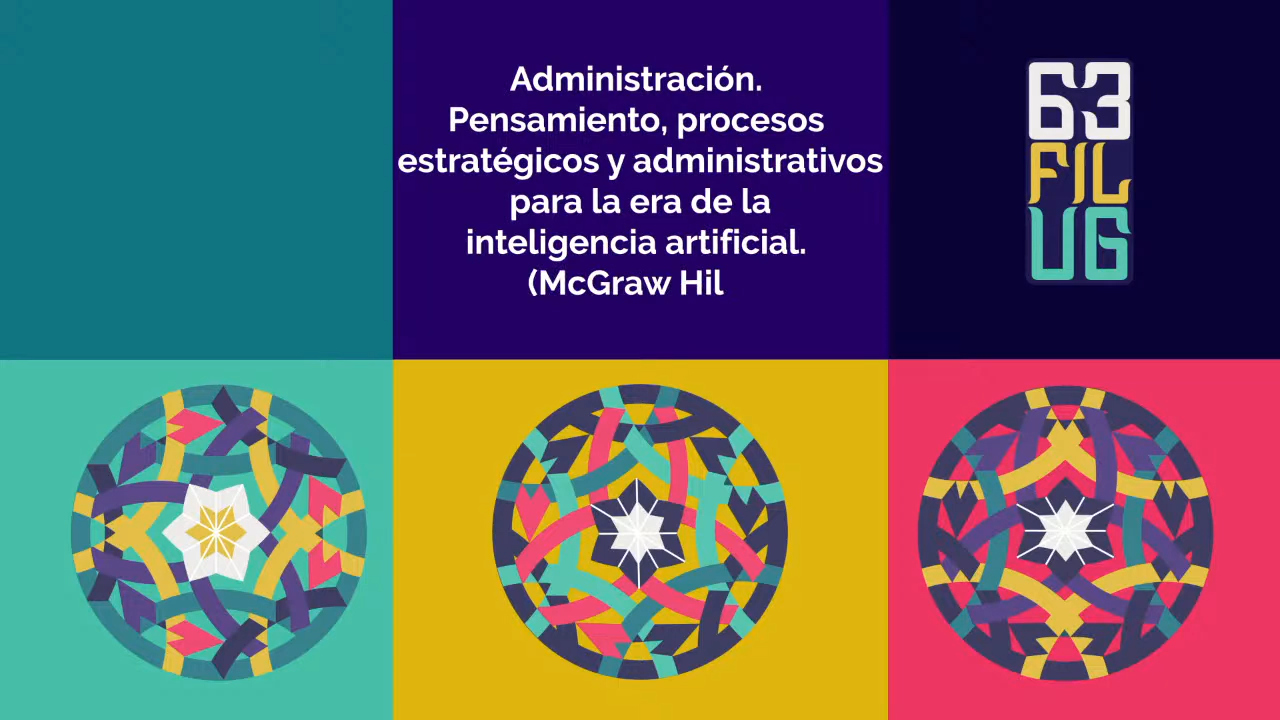 Administración.
Pensamiento, procesos
estratégicos y administrativos
para la era de la
inteligencia artificial.
(McGraw Hil
63
FIL
UG